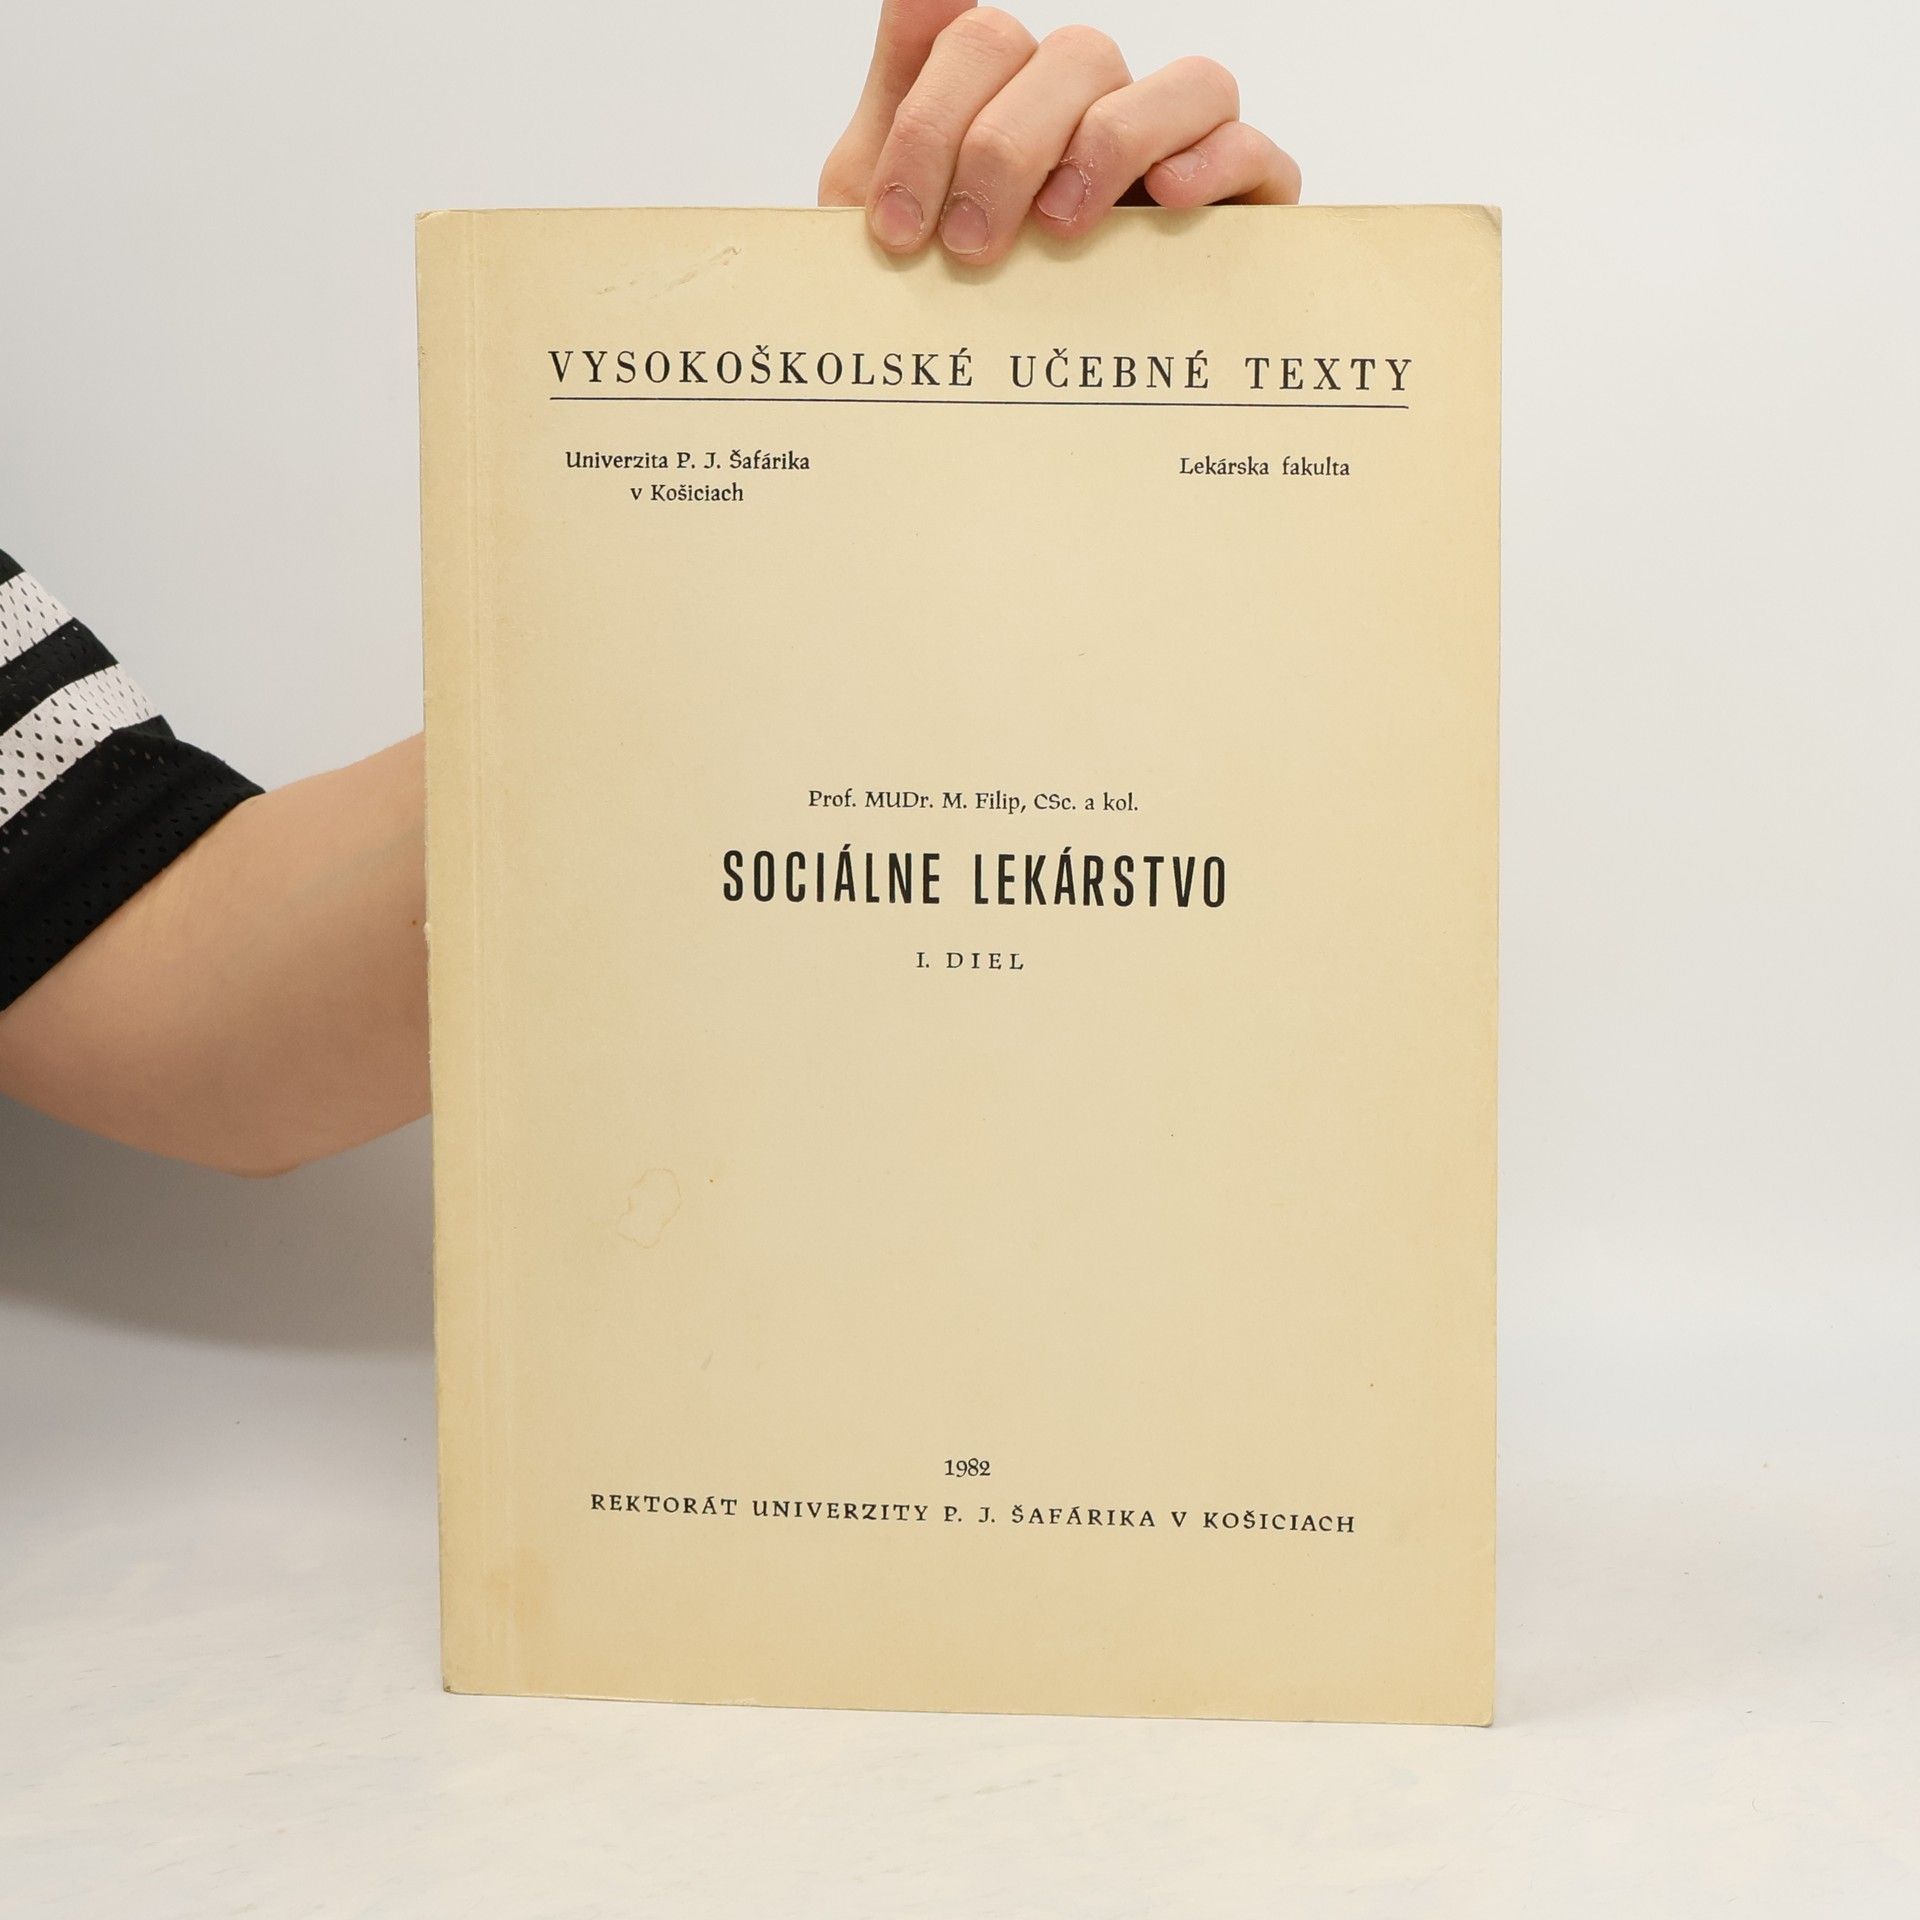 VYSOKOŠKOLSKÉ UČEBNÉ TEXTY
Univerzita P. J. Šafárika
v Košiciach
Lekárska fakulta
Prof. MUDr. M. Filip, CSc. a kol.
SOCIÁLNE LEKÁRSTVO
I. DIEL
1982
REKTORÁT UNIVERZITY P. J. ŠAFÁRIKA V KOŠICIACH